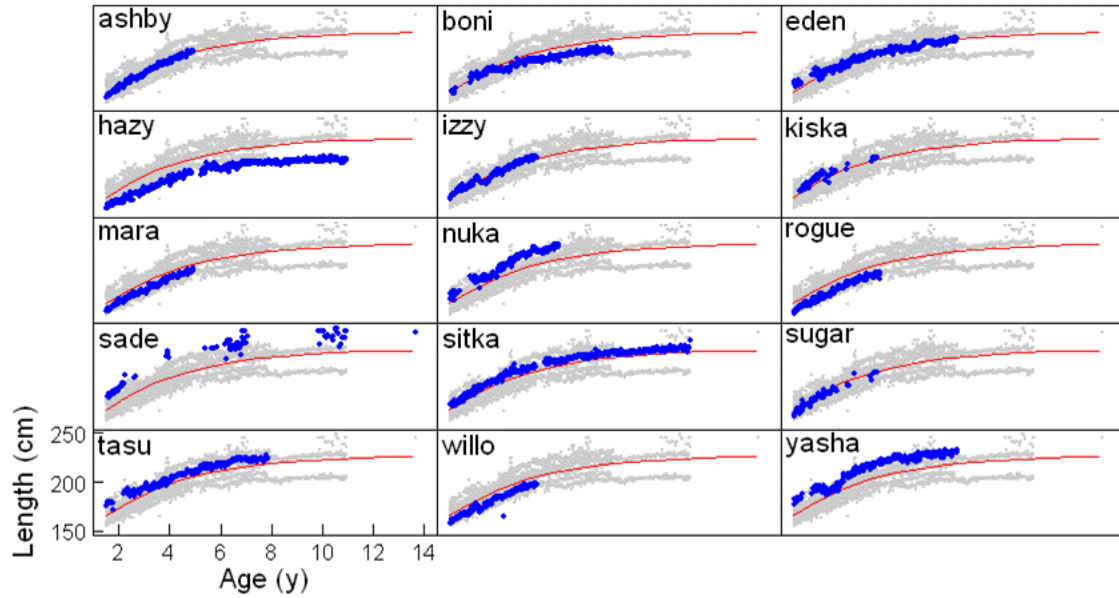 ashby
boni
eden
hazy
izzy
kiska
mara
nuka
rogue
sade
sitka
sugar
tasu
willo
yasha
Length (cm)
250
200
150
2 4 6 8 10 12 14
Age (y)